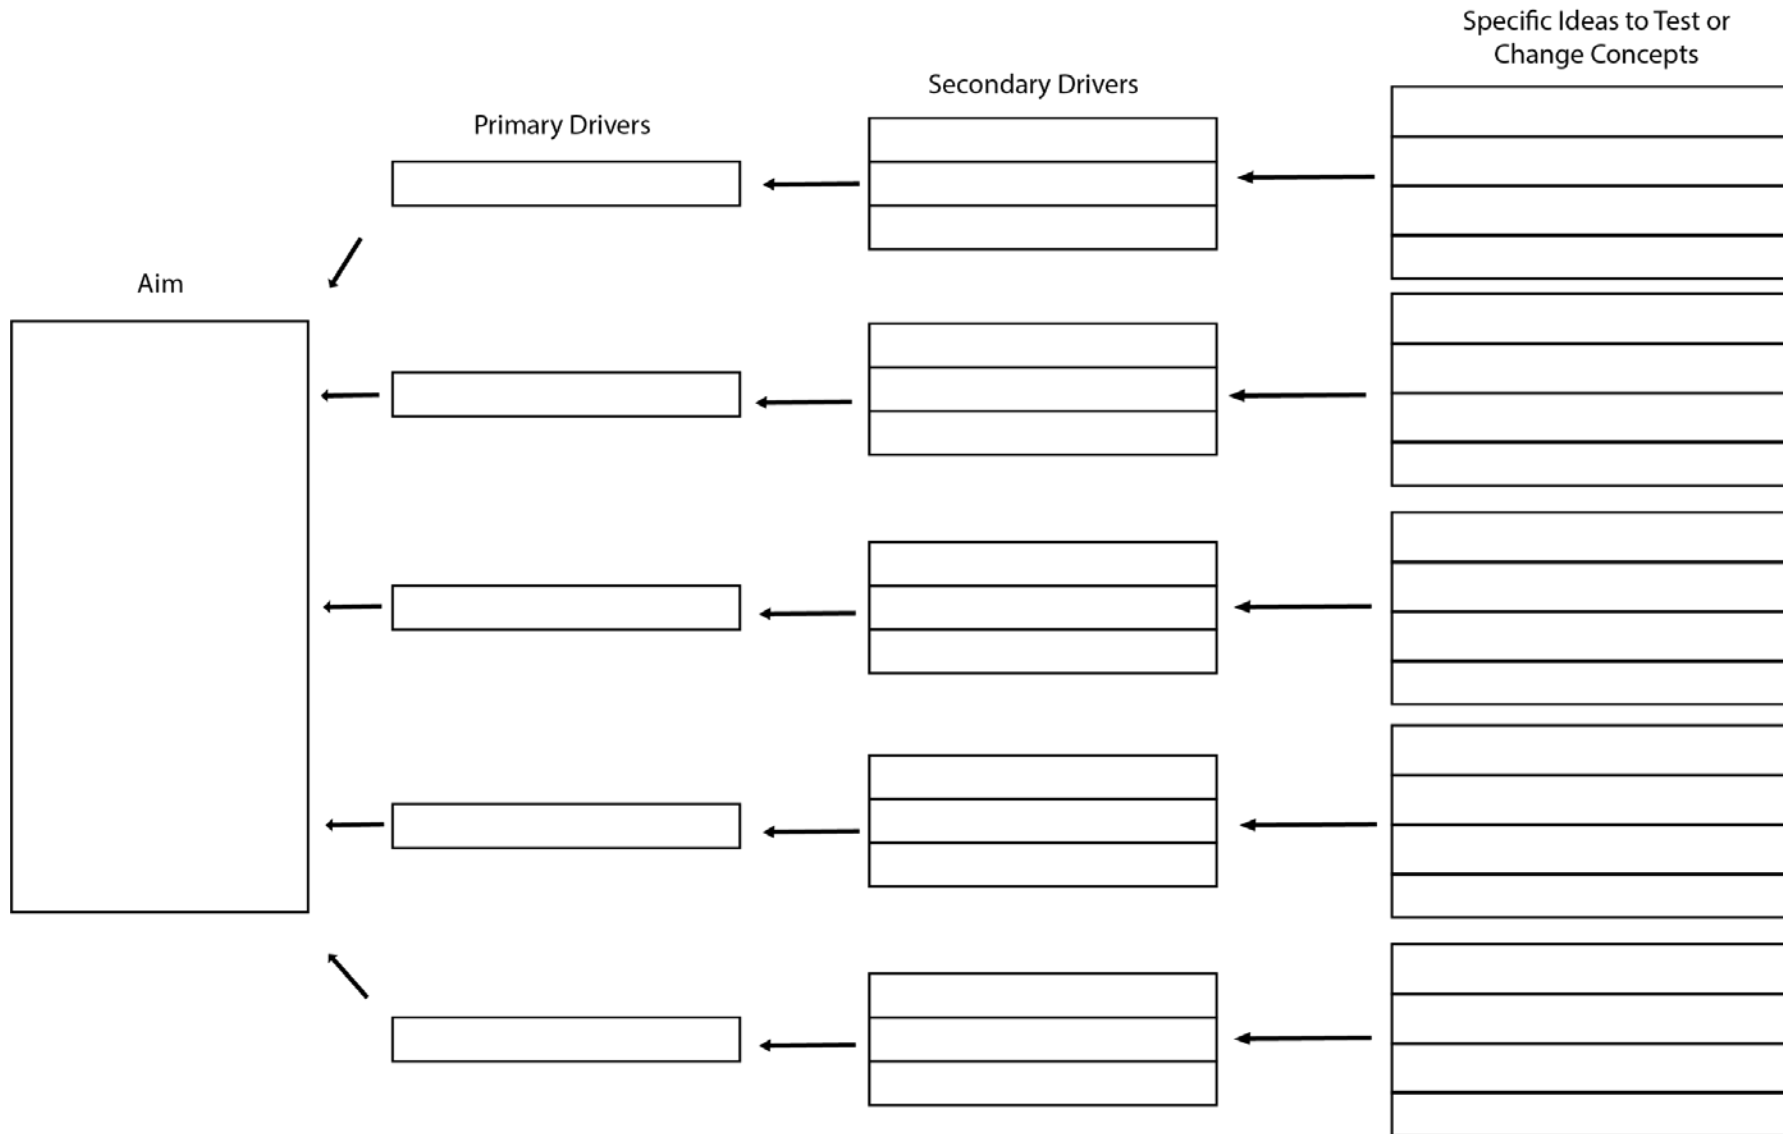 Specific Ideas to Test or
Change Concepts
Secondary Drivers
Primary Drivers
Aim